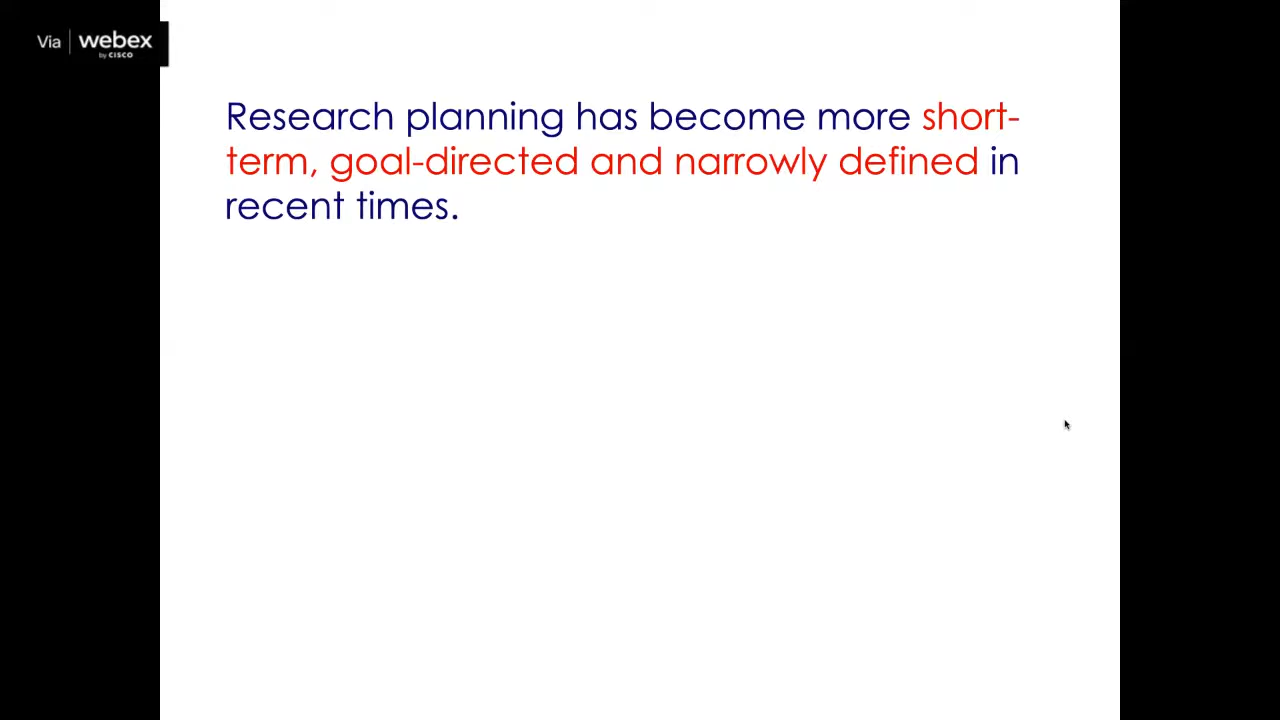 Via | webex
by CISCO
Research planning has become more short-
term, goal-directed and narrowly defined in
recent times.